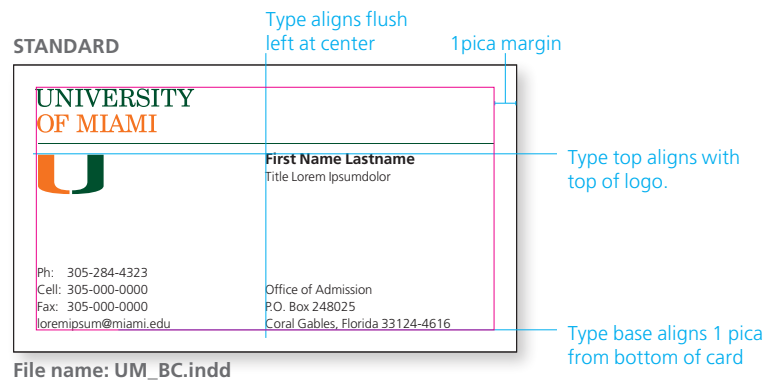 Type aligns flush
left at center
1pica margin
STANDARD
UNIVERSITY
OF MIAMI
First Name Lastname
Title Lorem Ipsumdolor
Type top aligns with
top of logo.
Ph: 305-284-4323
Cell: 305-000-0000
Fax: 305-000-0000
loremipsum@miami.edu
Office of Admission
P.O. Box 248025
Coral Gables, Florida 33124-4616
Type base aligns 1 pica
from bottom of card
File name: UM_BC.indd